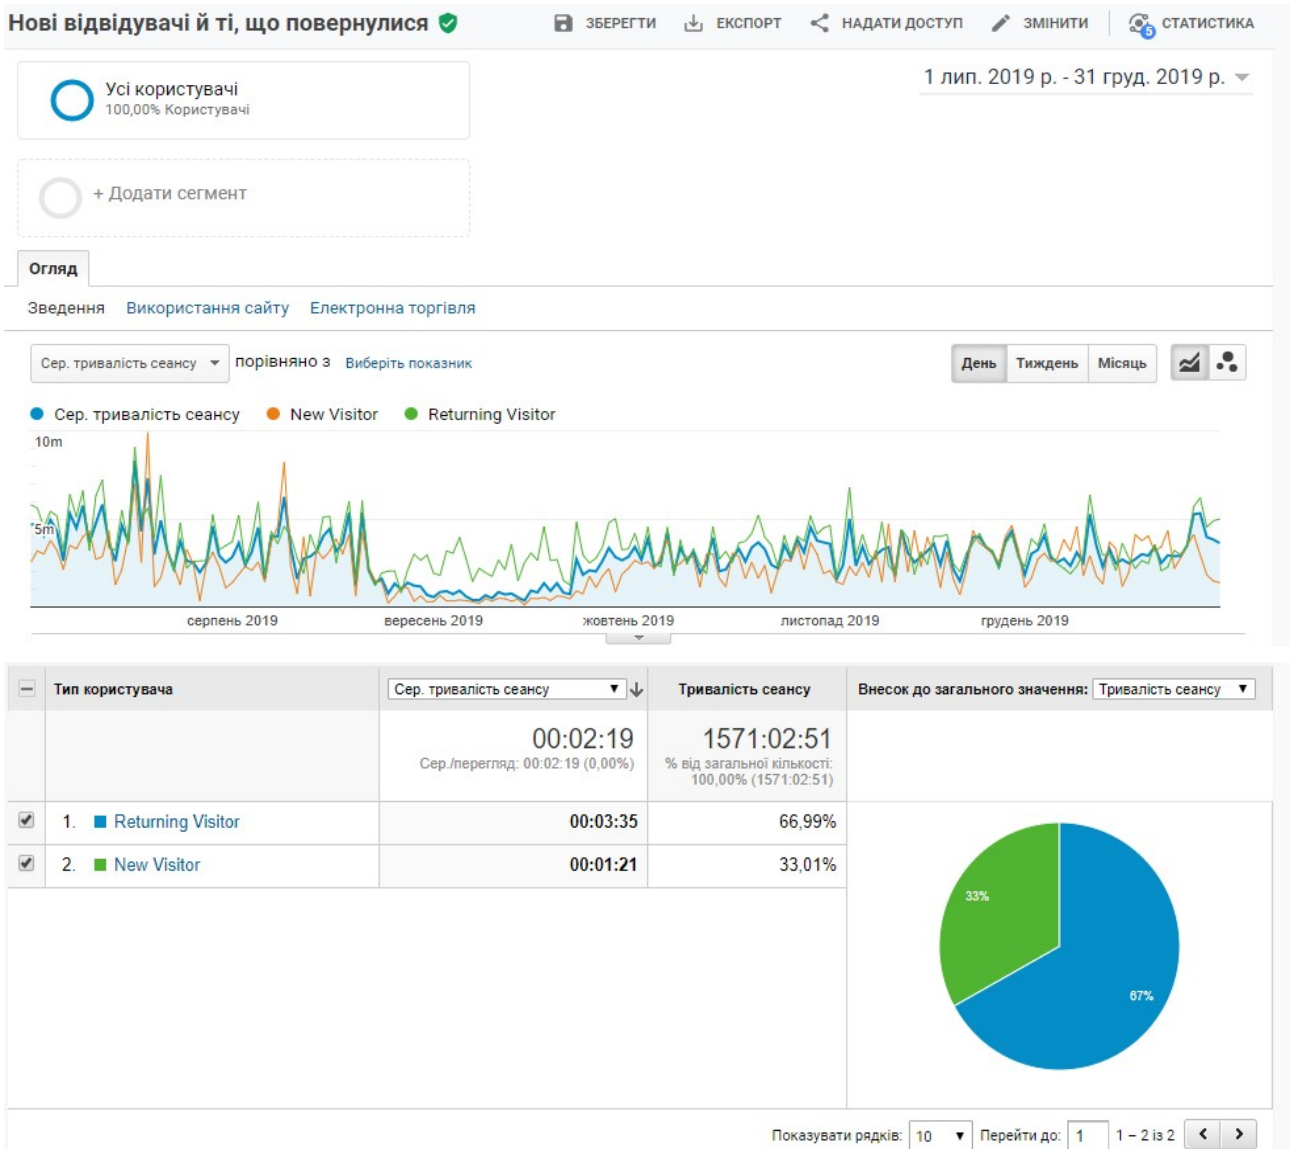 Нові відвідувачі й ті, що повернулися
ЗБЕРЕГТИ ЕКСПОРТ НАДАТИ ДОСТУП ЗМІНИТИ 5 СТАТИСТИКА
Усі користувачі
100,00% Користувачі
1 лип. 2019 р. - 31 груд. 2019 р.
+ Додати сегмент
Огляд
Зведення Використання сайту Електронна торгівля
Сер. тривалість сеансу порівняно з Виберіть показник День Тиждень Місяць
Сер. тривалість сеансу New Visitor Returning Visitor
10m
5m
серпень 2019 вересень 2019 жовтень 2019 листопад 2019 грудень 2019
Тип користувача Сер. тривалість сеансу Тривалість сеансу Внесок до загального значення: Тривалість сеансу
00:02:19 1571:02:51
Сер./перегляд: 00:02:19 (0,00%) % від загальної кількості:
100,00% (1571:02:51)
1. Returning Visitor 00:03:35 66,99%
2. New Visitor 00:01:21 33,01%
33%
67%
Показувати рядків: 10 Перейти до: 1 1 – 2 із 2